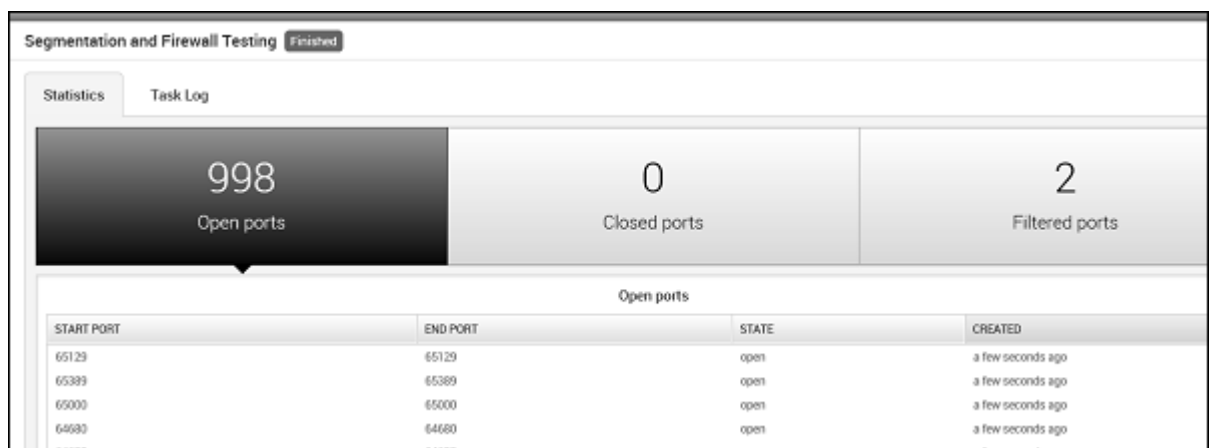 Segmentation and Firewall Testing Finished
Statistics Task Log
998 0 2
Open ports Closed ports Filtered ports
Open ports
START PORT END PORT STATE CREATED
65129 65129 open a few seconds ago
65389 65389 open a few seconds ago
65000 65000 open a few seconds ago
64680 64680 open a few seconds ago